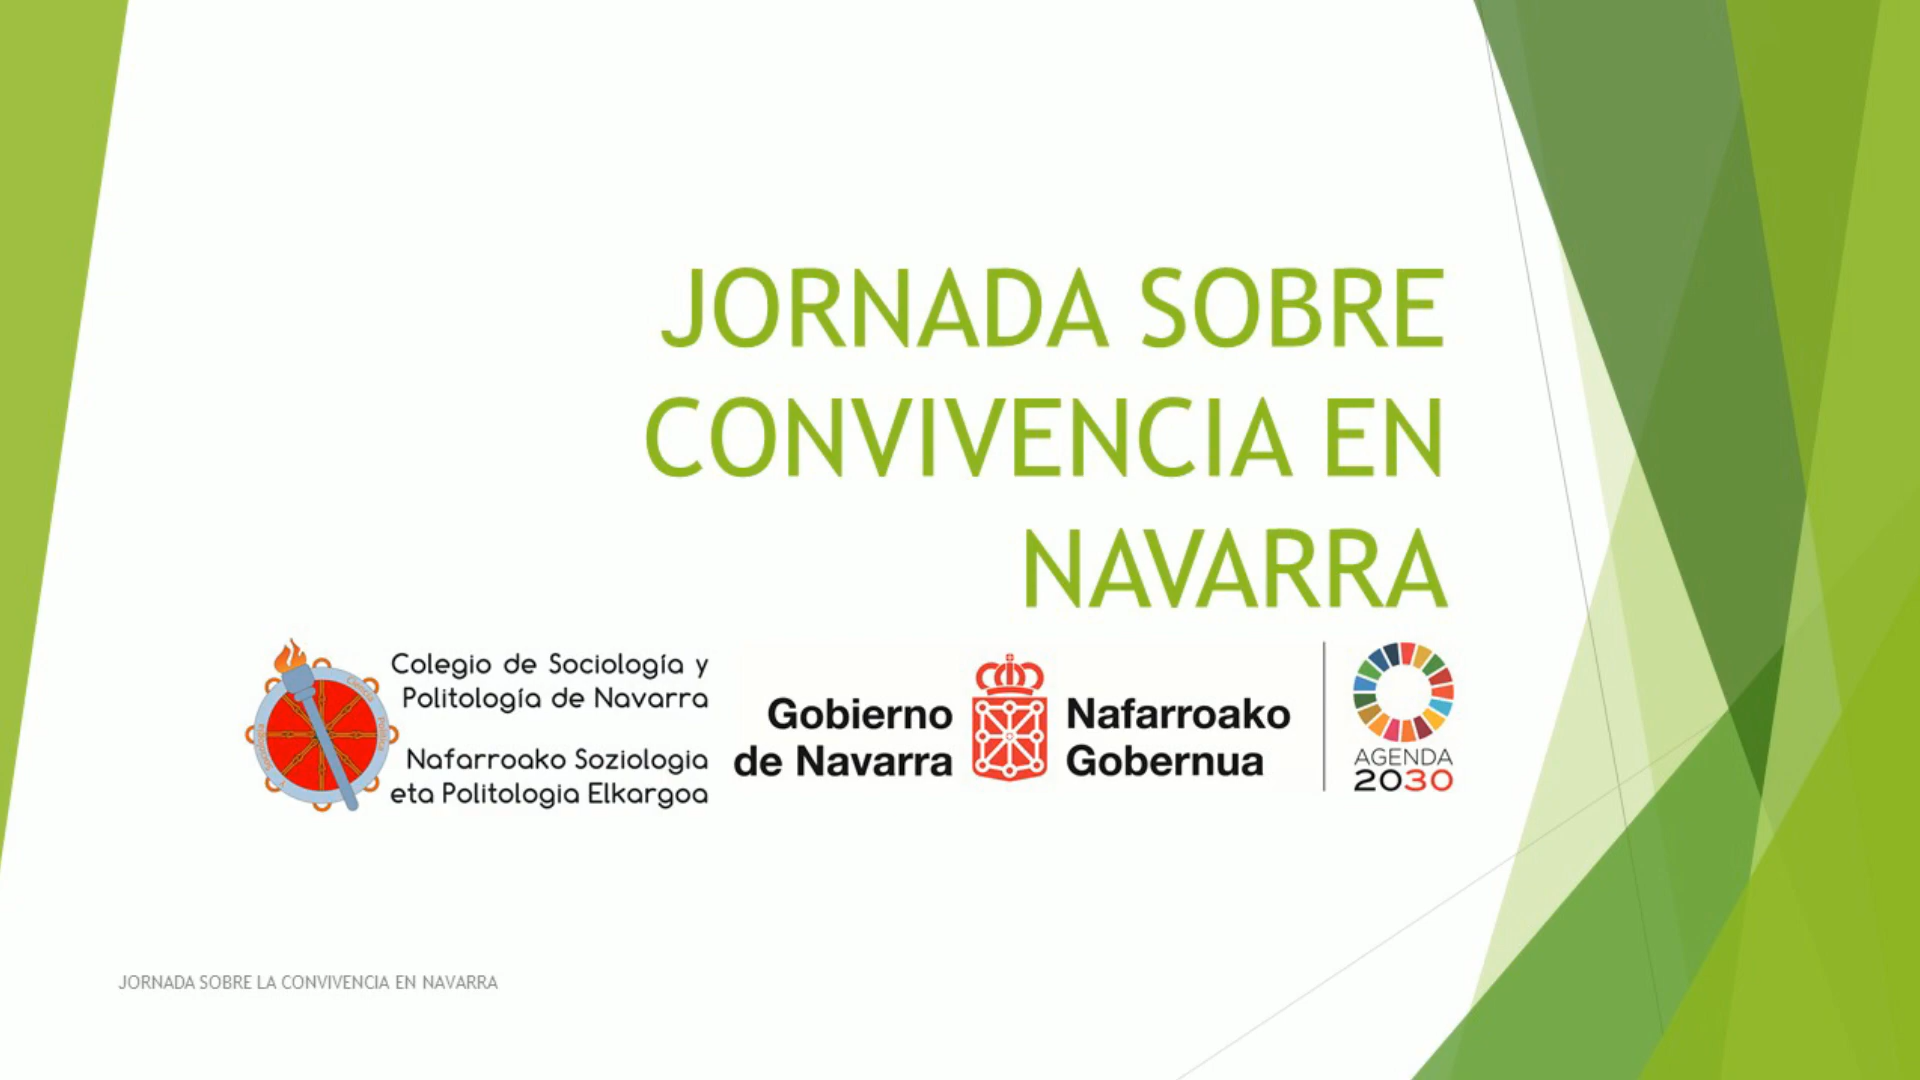 JORNADA SOBRE
CONVIVENCIA EN
NAVARRA
Colegio de Sociología y
Politología de Navarra
Nafarroako Soziologia
eta Politologia Elkargoa
Gobierno
de Navarra
Nafarroako
Gobernua
AGENDA
2030
JORNADA SOBRE LA CONVIVENCIA EN NAVARRA